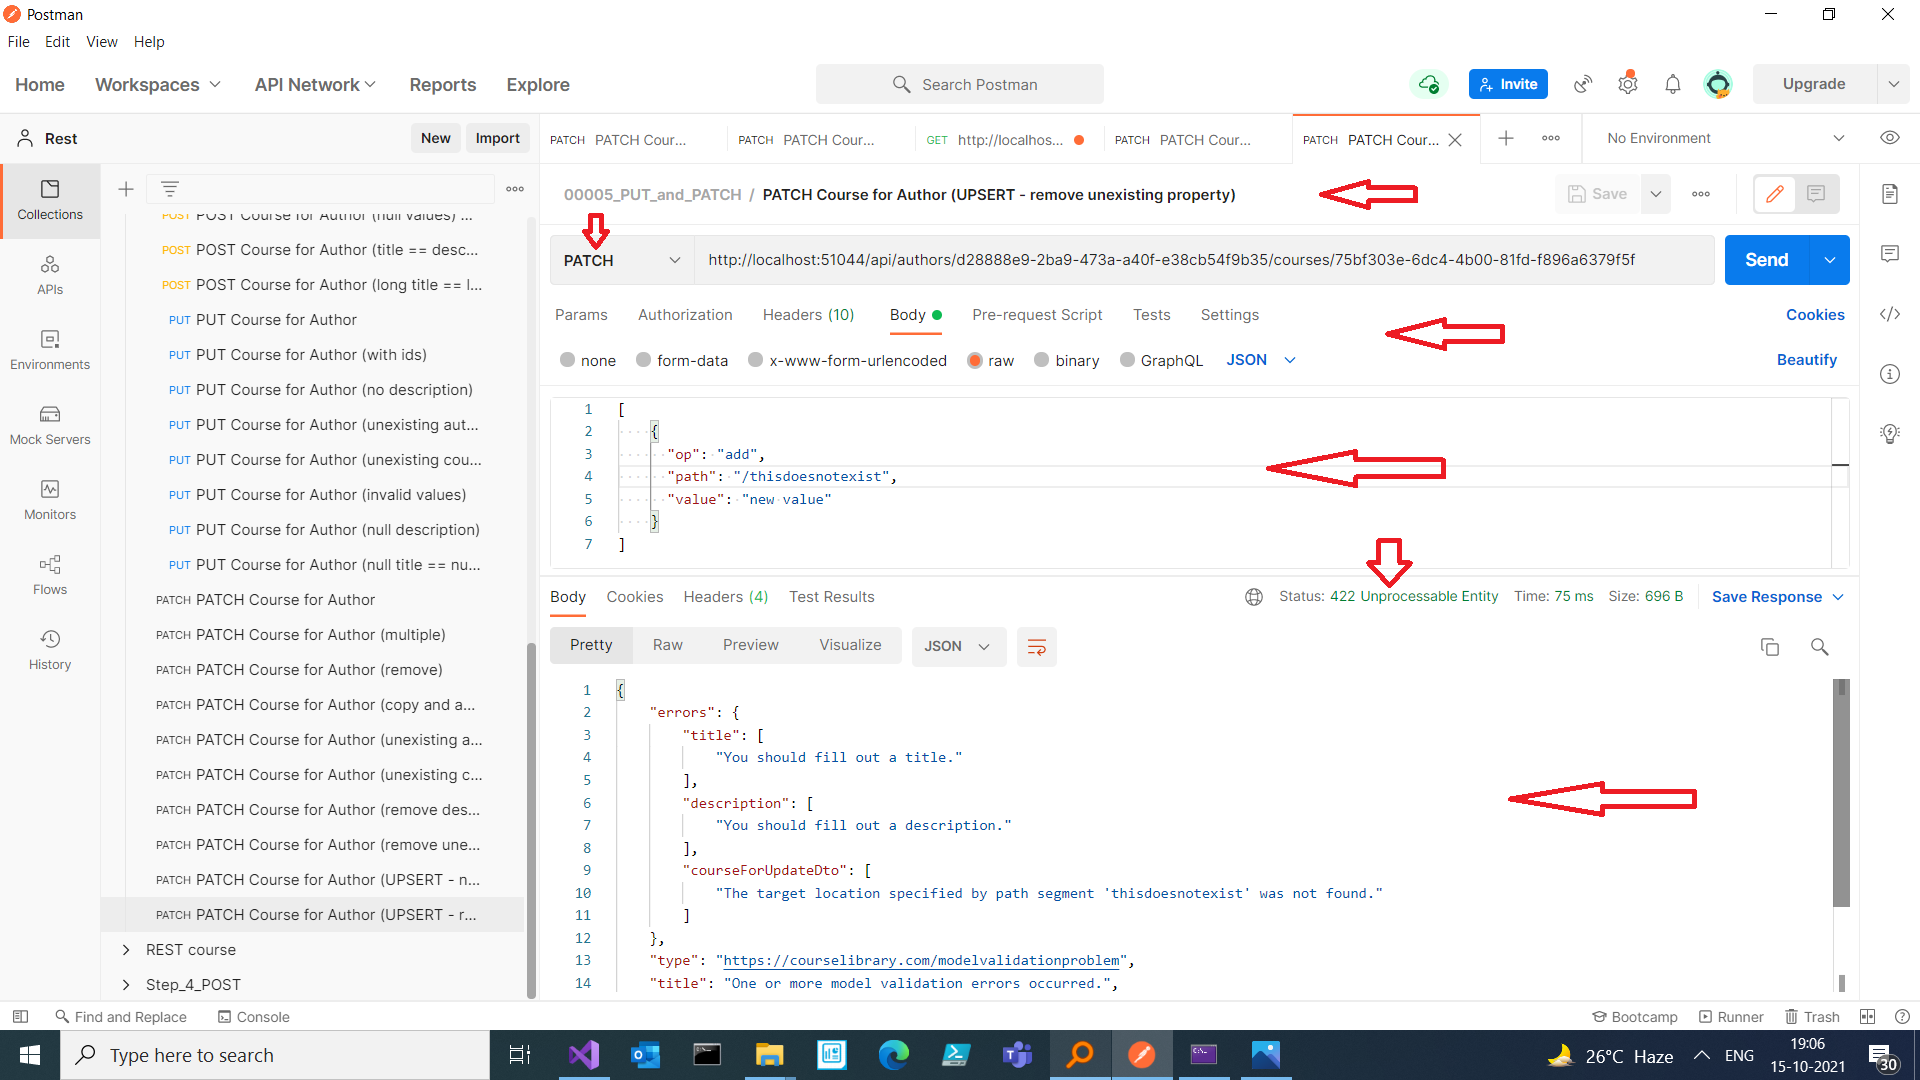 Postman
File Edit View Help
Home Workspaces API Network Reports Explore Search Postman Invite Upgrade
Rest New Import
PATCH PATCH Cour... PATCH PATCH Cour... GET http://localhos... PATCH PATCH Cour... PATCH PATCH Cour... No Environment
00005_PUT_and_PATCH / PATCH Course for Author (UPSERT - remove unexisting property) Save
PATCH http://localhost:51044/api/authors/d28888e9-2ba9-473a-a40f-e38cb54f9b35/courses/75bf303e-6dc4-4b00-81fd-f896a6379f5f Send
Params Authorization Headers (10) Body Pre-request Script Tests Settings Cookies
none form-data x-www-form-urlencoded raw binary GraphQL JSON Beautify
1 [
2 {
3 "op": "add",
4 "path": "/thisdoesnotexist",
5 "value": "new value"
6 }
7 ]
Body Cookies Headers (4) Test Results Status: 422 Unprocessable Entity Time: 75 ms Size: 696 B Save Response
Pretty Raw Preview Visualize JSON
1 {
2 "errors": {
3 "title": [
4 "You should fill out a title."
5 ],
6 "description": [
7 "You should fill out a description."
8 ],
9 "courseForUpdateDto": [
10 "The target location specified by path segment 'thisdoesnotexist' was not found."
11 ]
12 },
13 "type": "https://courselibrary.com/modelvalidationproblem",
14 "title": "One or more model validation errors occurred.",
Collections
APIs
Environments
Mock Servers
Monitors
Flows
History
POST POST Course for Author (null values) ...
POST POST Course for Author (title == desc...
POST POST Course for Author (long title == l...
PUT PUT Course for Author
PUT PUT Course for Author (with ids)
PUT PUT Course for Author (no description)
PUT PUT Course for Author (unexisting aut...
PUT PUT Course for Author (unexisting cou...
PUT PUT Course for Author (invalid values)
PUT PUT Course for Author (null description)
PUT PUT Course for Author (null title == nu...
PATCH PATCH Course for Author
PATCH PATCH Course for Author (multiple)
PATCH PATCH Course for Author (remove)
PATCH PATCH Course for Author (copy and a...
PATCH PATCH Course for Author (unexisting a...
PATCH PATCH Course for Author (unexisting c...
PATCH PATCH Course for Author (remove des...
PATCH PATCH Course for Author (remove une...
PATCH PATCH Course for Author (UPSERT - n...
PATCH PATCH Course for Author (UPSERT - r...
REST course
Step_4_POST
Find and Replace Console Bootcamp Runner Trash
Type here to search 26°C Haze ENG 19:06
15-10-2021 30